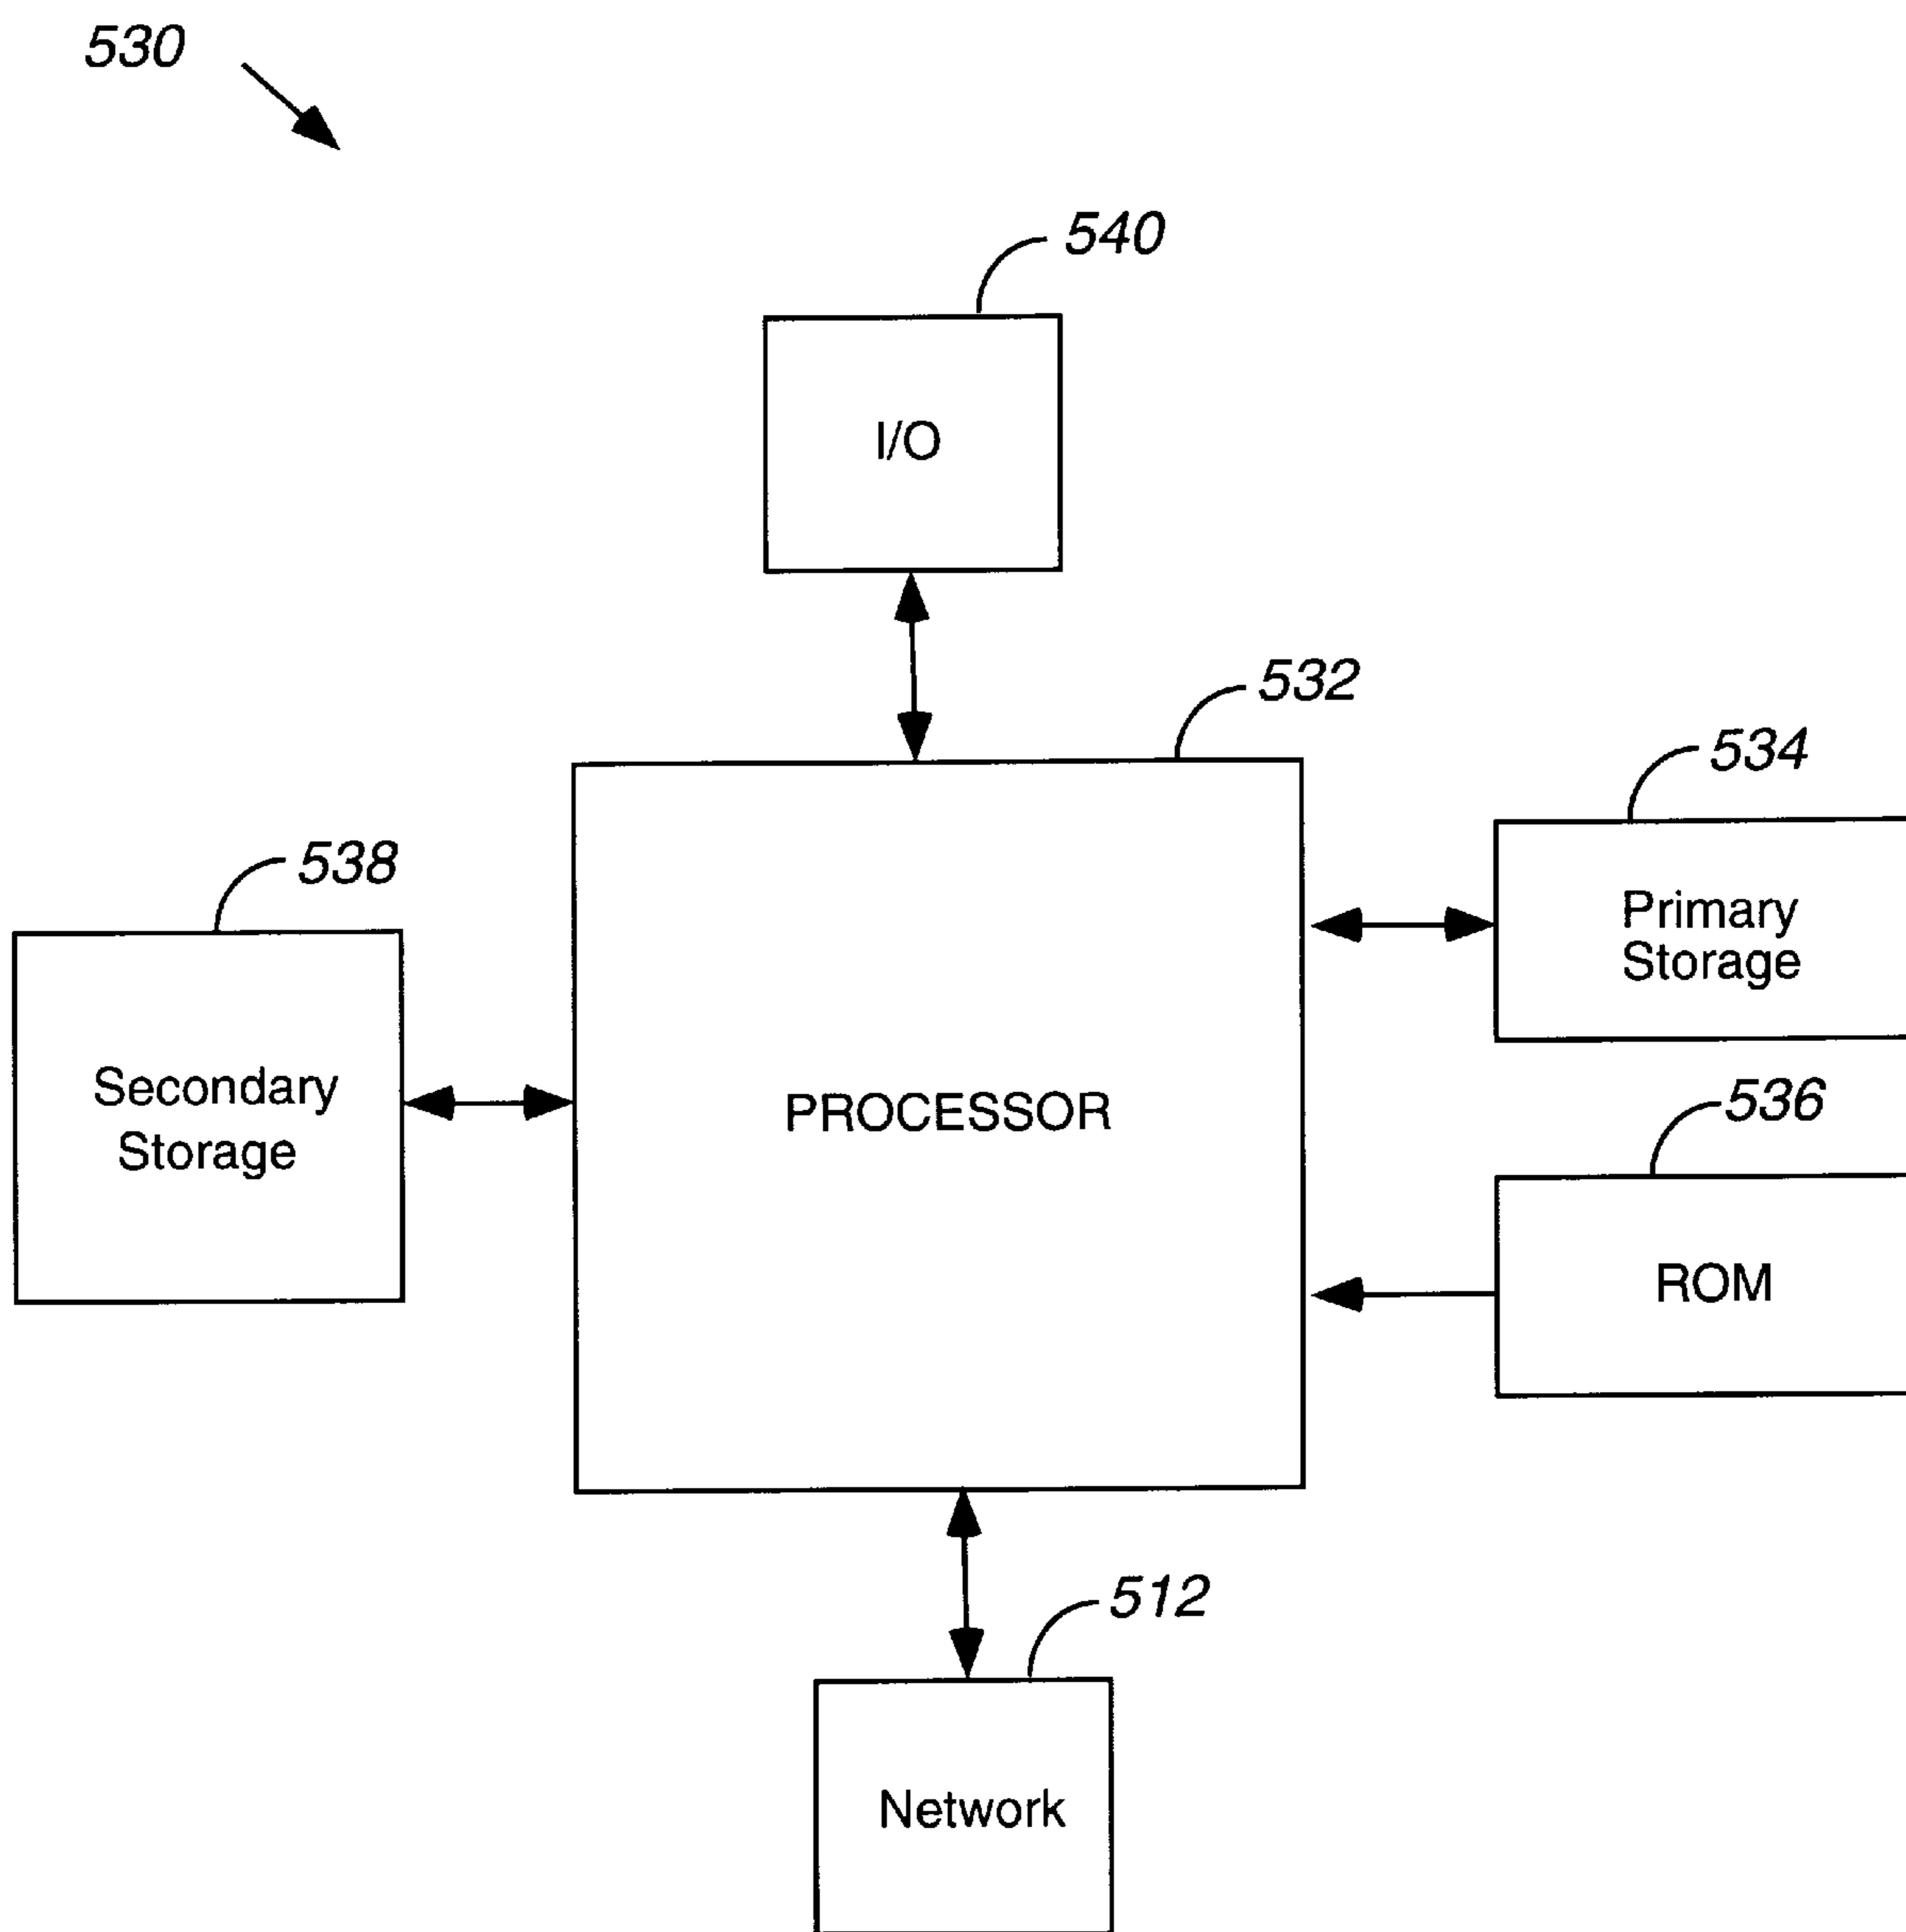 530
540
I/O
532
534
538
Primary
Storage
Secondary
Storage
PROCESSOR
536
ROM
512
Network